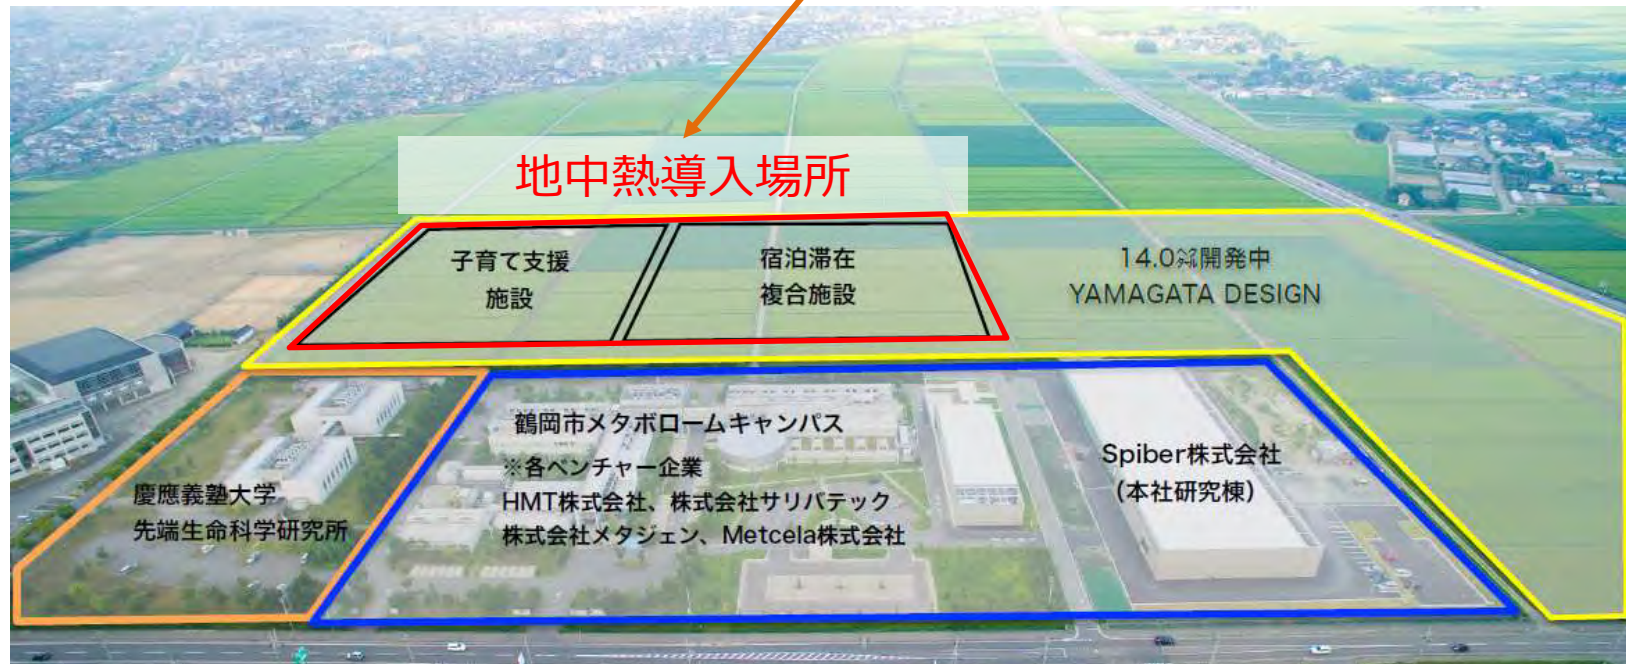 地中熱導入場所
子育て支援
施設
宿泊滞在
複合施設
14.0㌶開発中
YAMAGATA DESIGN
鶴岡市メタボロームキャンパス
※各ベンチャー企業
HMT株式会社、株式会社サリバテック
株式会社メタジェン、Metcela株式会社
Spiber株式会社
(本社研究棟)
慶應義塾大学
先端生命科学研究所